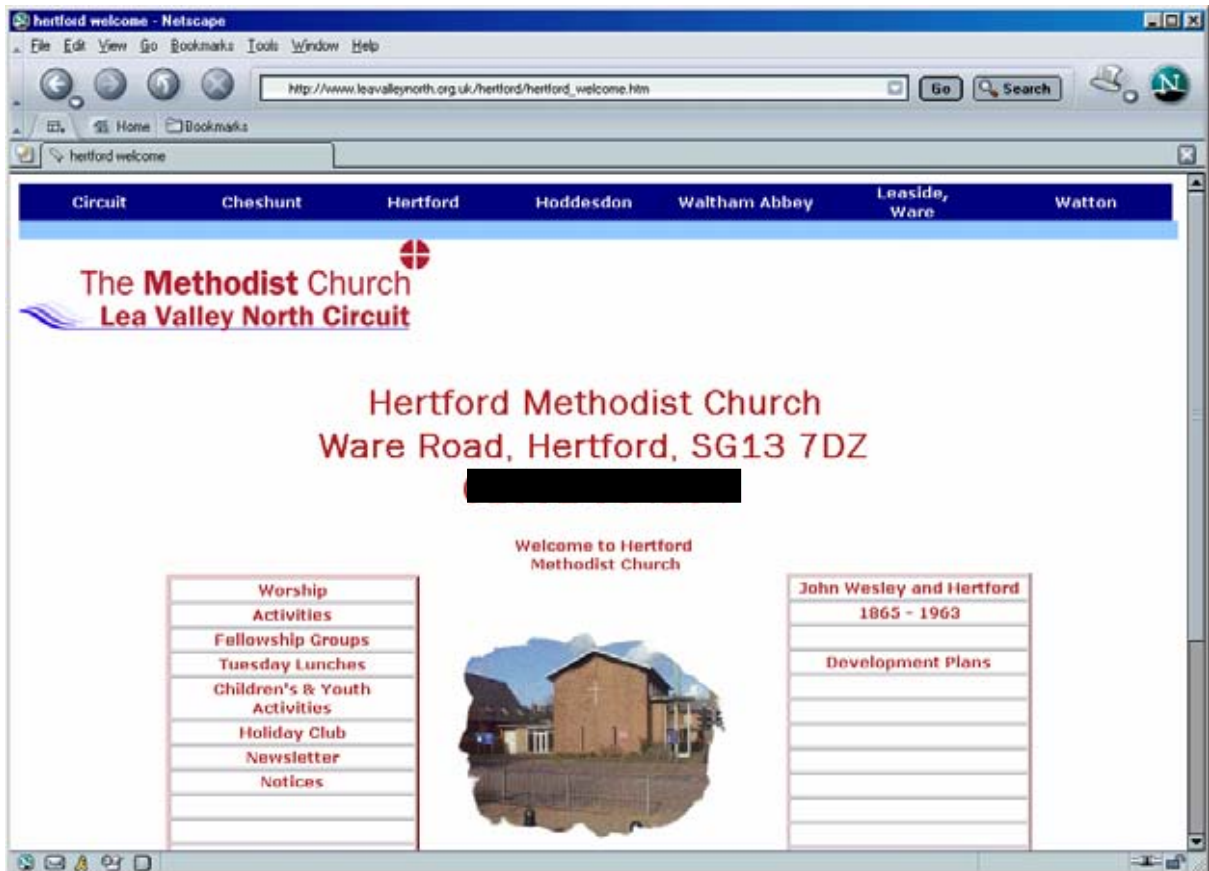 hertford welcome - Netscape
File Edit View Go Bookmarks Tools Window Help
http://www.leavalleynorth.org.uk/hertford/hertford_welcome.htm Go Search N
Home Bookmarks
hertford welcome
Circuit Cheshunt Hertford Hoddesdon Waltham Abbey Leaside, Ware Watton
The Methodist Church
Lea Valley North Circuit
Hertford Methodist Church
Ware Road, Hertford, SG13 7DZ
Welcome to Hertford
Methodist Church
Worship
Activities
Fellowship Groups
Tuesday Lunches
Children's & Youth
Activities
Holiday Club
Newsletter
Notices
John Wesley and Hertford
1865 - 1963
Development Plans